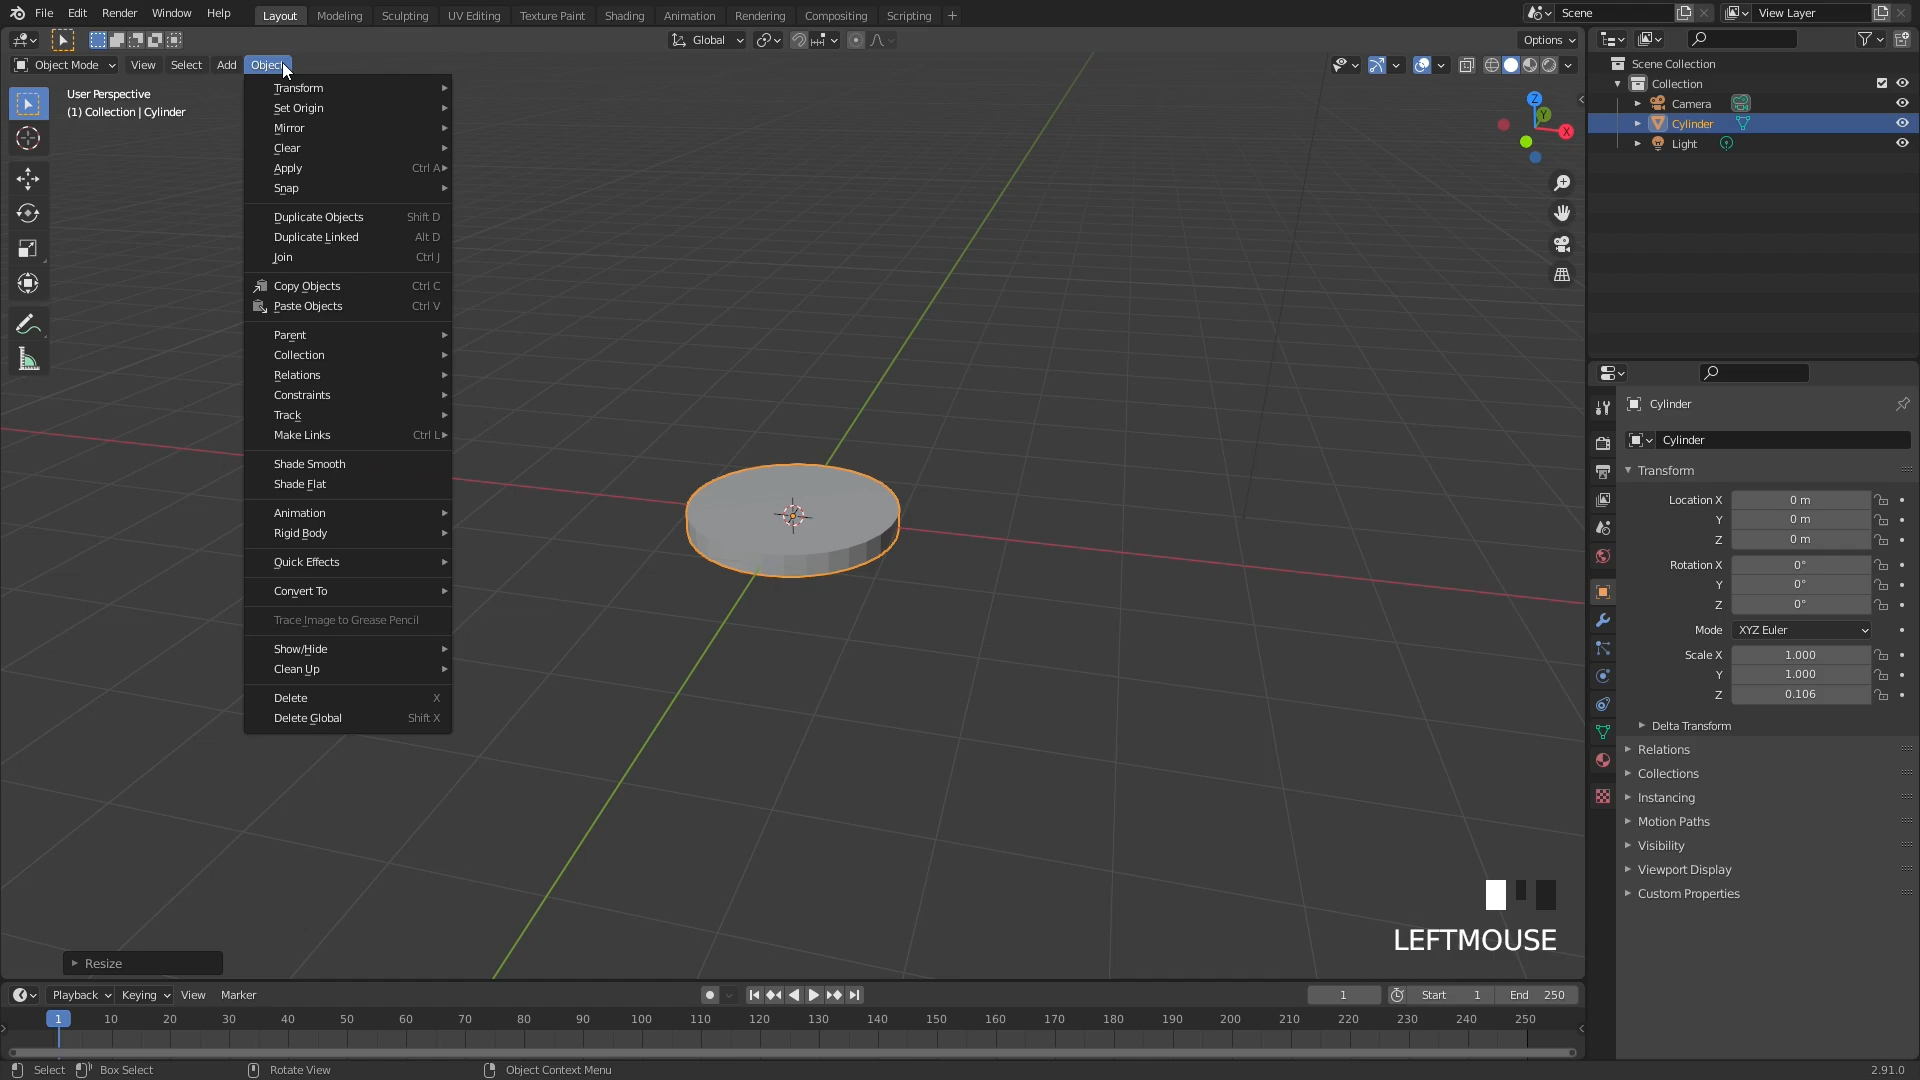 File Edit Render Window Help Layout Modeling Sculpting UV Editing Texture Paint Shading Animation Rendering Compositing Scripting + Scene View Layer
Global Options
Object Mode View Select Add Object
User Perspective
(1) Collection | Cylinder
Transform
Set Origin
Mirror
Clear
Apply Ctrl A
Snap
Duplicate Objects Shift D
Duplicate Linked Alt D
Join Ctrl J
Copy Objects Ctrl C
Paste Objects Ctrl V
Parent
Collection
Relations
Constraints
Track
Make Links Ctrl L
Shade Smooth
Shade Flat
Animation
Rigid Body
Quick Effects
Convert To
Trace Image to Grease Pencil
Show/Hide
Clean Up
Delete X
Delete Global Shift X
Z
Y
X
LEFTMOUSE
Resize
Scene Collection
Collection
Camera
Cylinder
Light
Cylinder
Cylinder
Transform
Location X 0 m
Y 0 m
Z 0 m
Rotation X 0°
Y 0°
Z 0°
Mode XYZ Euler
Scale X 1.000
Y 1.000
Z 0.106
Delta Transform
Relations
Collections
Instancing
Motion Paths
Visibility
Viewport Display
Custom Properties
Playback Keying View Marker 1 Start 1 End 250
1 10 20 30 40 50 60 70 80 90 100 110 120 130 140 150 160 170 180 190 200 210 220 230 240 250
Select Box Select Rotate View Object Context Menu 2.91.0